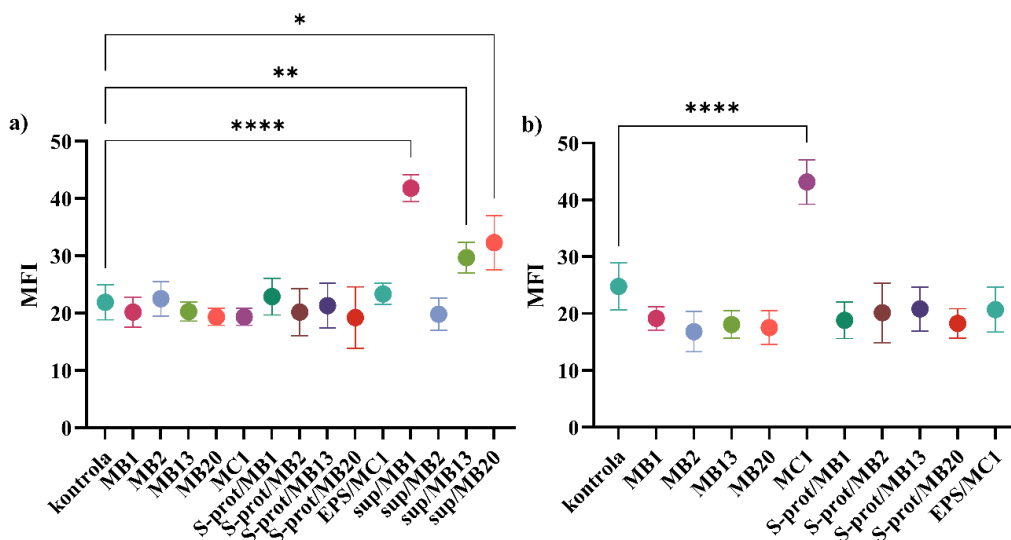 a)
*
**
****
MFI
50
40
30
20
10
0
kontrola
MB1
MB2
MB13
MB20
MC1
S-prot/MB1
S-prot/MB2
S-prot/MB13
S-prot/MB20
EPS/MC1
sup/MB1
sup/MB2
sup/MB13
sup/MB20
b)
****
MFI
50
40
30
20
10
0
kontrola
MB1
MB2
MB13
MB20
MC1
S-prot/MB1
S-prot/MB2
S-prot/MB13
S-prot/MB20
EPS/MC1